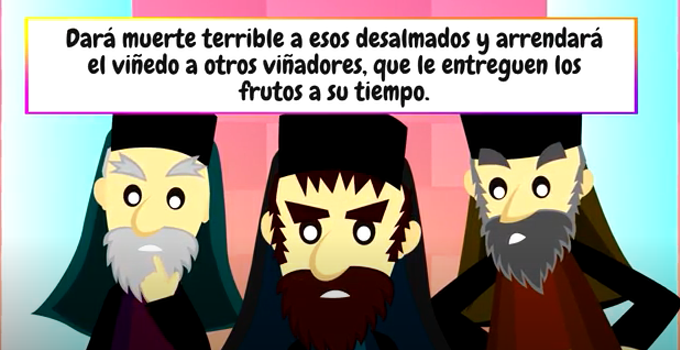 Dará muerte terrible a esos desalmados y arrendará
el viñedo a otros viñadores, que le entreguen los
frutos a su tiempo.